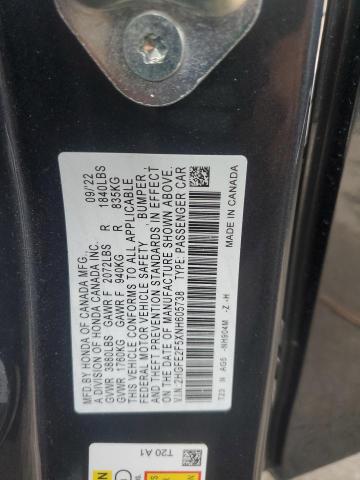 MFD.BY HONDA OF CANADA MFG. 09/22
A DIVISION OF HONDA CANADA INC.
GVWR 3880LBS GAWR F 2072LBS R 1840LBS
GVWR 1760KG GAWR F 940KG R 835KG
THIS VEHICLE CONFORMS TO ALL APPLICABLE
FEDERAL MOTOR VEHICLE SAFETY BUMPER,
AND THEFT PREVENTION STANDARDS IN EFFECT
ON THE DATE OF MANUFACTURE SHOWN ABOVE.
V.I.N.:2HGFE2F5XNH605738 TYPE:PASSENGER CAR
T23 N AG5 -NH904M -Z -H
MADE IN CANADA
T20 A1